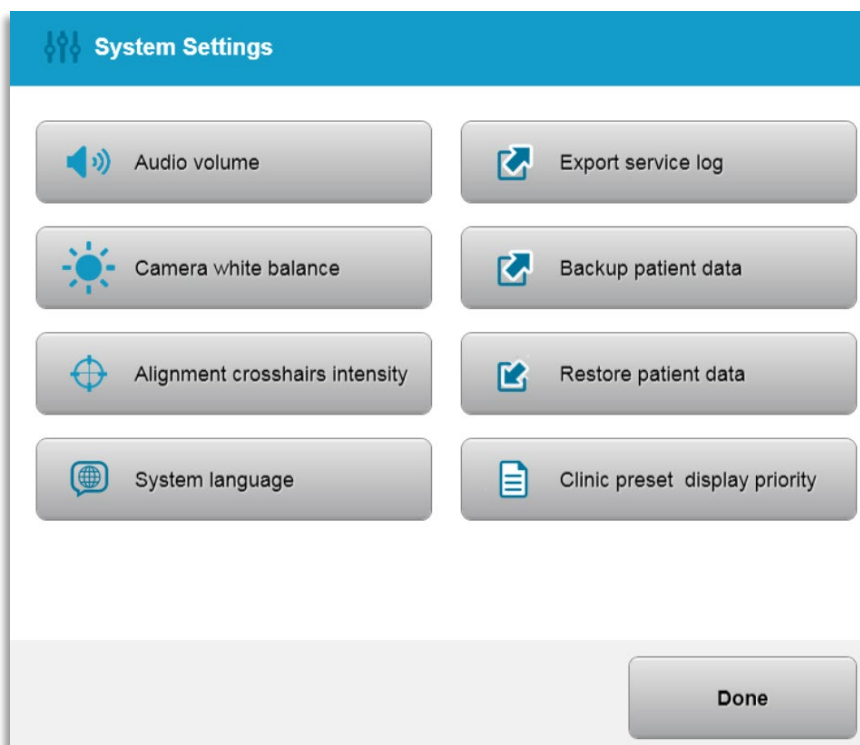 System Settings
Audio volume
Export service log
Camera white balance
Backup patient data
Alignment crosshairs intensity
Restore patient data
System language
Clinic preset display priority
Done